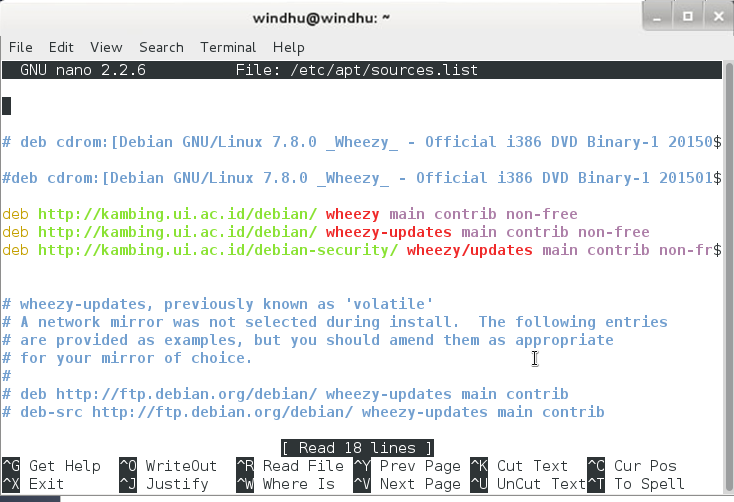 windhu@windhu: ~
File Edit View Search Terminal Help
GNU nano 2.2.6 File: /etc/apt/sources.list
# deb cdrom:[Debian GNU/Linux 7.8.0 _Wheezy_ - Official i386 DVD Binary-1 20150$
#deb cdrom:[Debian GNU/Linux 7.8.0 _Wheezy_ - Official i386 DVD Binary-1 201501$
deb http://kambing.ui.ac.id/debian/ wheezy main contrib non-free
deb http://kambing.ui.ac.id/debian/ wheezy-updates main contrib non-free
deb http://kambing.ui.ac.id/debian-security/ wheezy/updates main contrib non-fr$
# wheezy-updates, previously known as 'volatile'
# A network mirror was not selected during install.  The following entries
# are provided as examples, but you should amend them as appropriate
# for your mirror of choice.
#
# deb http://ftp.debian.org/debian/ wheezy-updates main contrib
# deb-src http://ftp.debian.org/debian/ wheezy-updates main contrib
[ Read 18 lines ]
^G Get Help ^O WriteOut ^R Read File ^Y Prev Page ^K Cut Text ^C Cur Pos
^X Exit ^J Justify ^W Where Is ^V Next Page ^U UnCut Text ^T To Spell